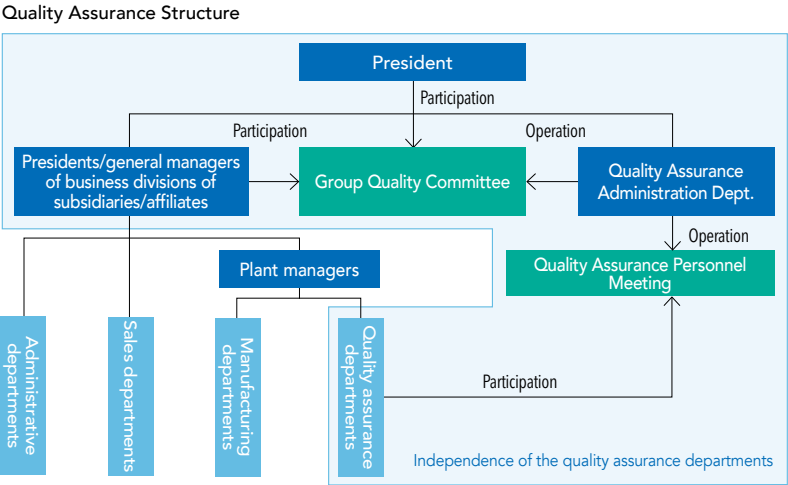 Quality Assurance Structure
President
Participation
Participation
Operation
Presidents/general managers
of business divisions of
subsidiaries/affiliates
Group Quality Committee
Quality Assurance
Administration Dept.
Operation
Plant managers
Quality Assurance Personnel
Meeting
Administrative
departments
Sales departments
Manufacturing
departments
Quality assurance
departments
Participation
Independence of the quality assurance departments